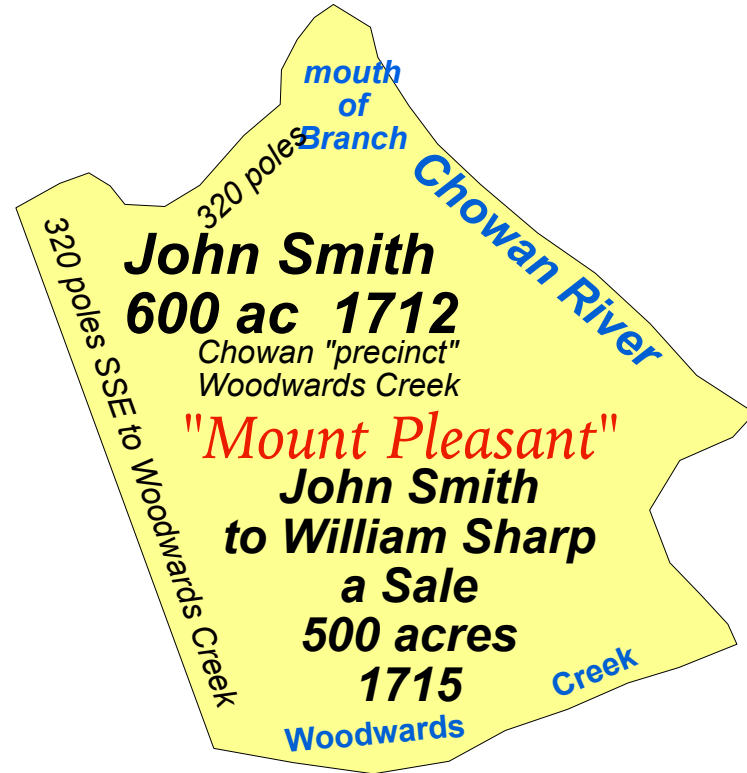 mouth
of
Branch
320 poles
Chowan River
320 poles SSE to Woodwards Creek
John Smith
600 ac 1712
Chowan "precinct"
Woodwards Creek
"Mount Pleasant"
John Smith
to William Sharp
a Sale
500 acres
1715
Woodwards Creek